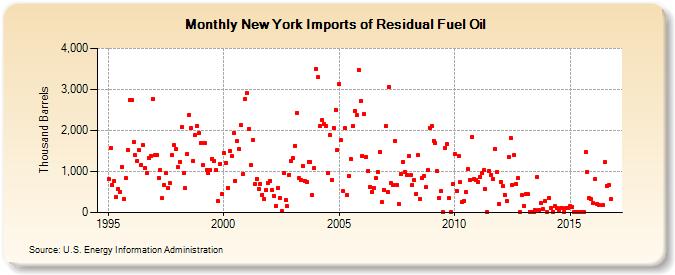 Monthly New York Imports of Residual Fuel Oil
Thousand Barrels
4,000
3,000
2,000
1,000
0
1995 2000 2005 2010 2015
Source: U.S. Energy Information Administration